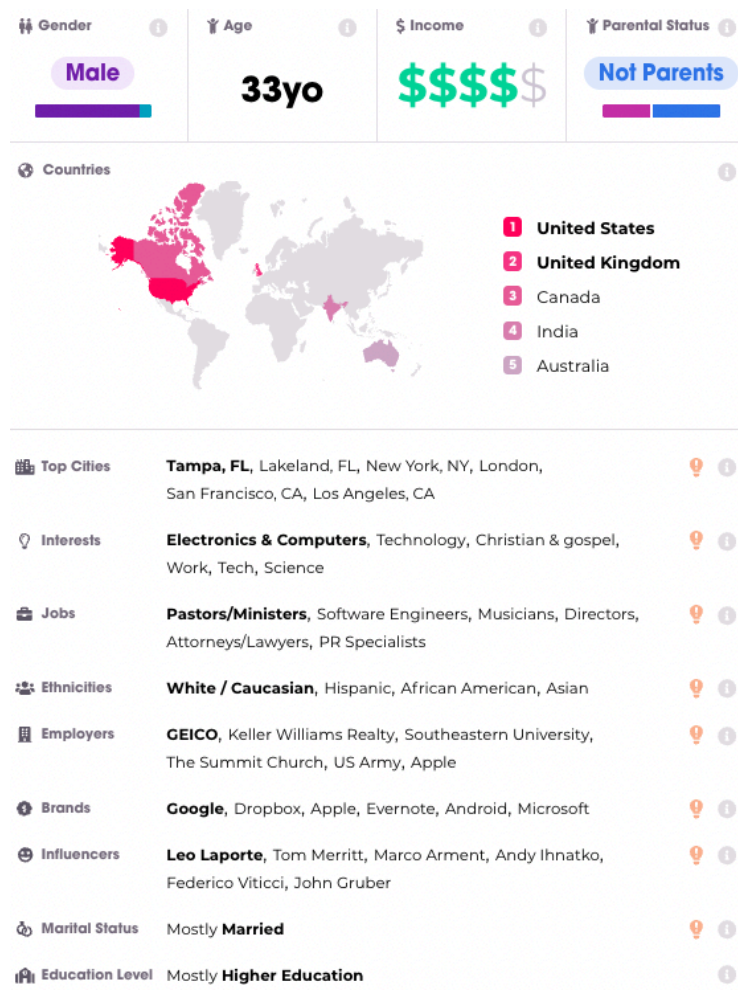 Gender
Age
$ Income
Parental Status
Male
33yo
$$$$$
Not Parents
Countries
1 United States
2 United Kingdom
3 Canada
4 India
5 Australia
Top Cities
Tampa, FL, Lakeland, FL, New York, NY, London,
San Francisco, CA, Los Angeles, CA
Interests
Electronics & Computers, Technology, Christian & gospel,
Work, Tech, Science
Jobs
Pastors/Ministers, Software Engineers, Musicians, Directors,
Attorneys/Lawyers, PR Specialists
Ethnicities
White / Caucasian, Hispanic, African American, Asian
Employers
GEICO, Keller Williams Realty, Southeastern University,
The Summit Church, US Army, Apple
Brands
Google, Dropbox, Apple, Evernote, Android, Microsoft
Influencers
Leo Laporte, Tom Merritt, Marco Arment, Andy Ihnatko,
Federico Viticci, John Gruber
Marital Status
Mostly Married
Education Level
Mostly Higher Education